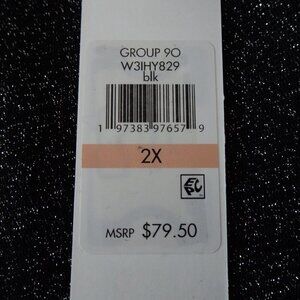 GROUP 9O
W3IHY829
blk
1 97383 97657 9
2X
MSRP $79.50